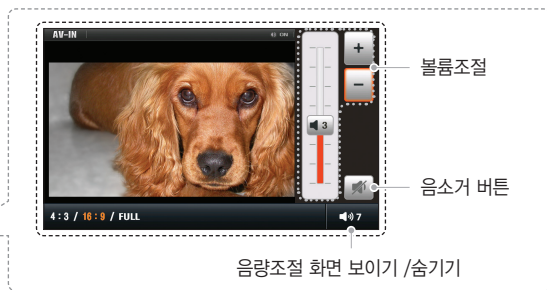 AV-IN
ON
+
볼륨조절
−
3
음소거 버튼
4:3 / 16:9 / FULL
7
음량조절 화면 보이기 /숨기기